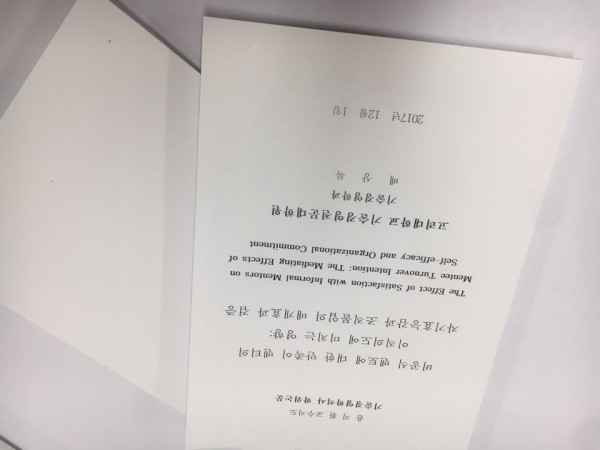 교수지도
기술경영학석사 학위논문
비공식 멘토에 대한 만족이 멘티의
이직의도에 미치는 영향:
자기효능감과 조직몰입의 매개효과 검증
The Effect of Satisfaction with Informal Mentors on
Mentee Turnover Intention: The Mediating Effects of
Self-efficacy and Organizational Commitment
고려대학교 기술경영전문대학원
기술경영학과
배 상 욱
2017년 12월 1일